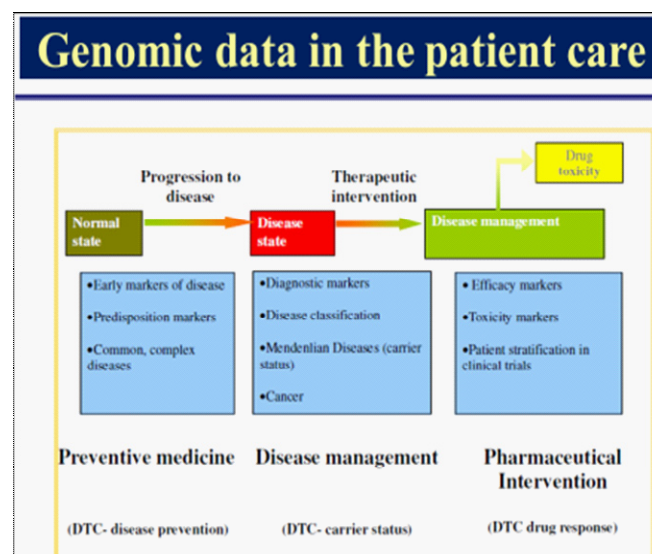 Genomic data in the patient care
Drug
toxicity
Progression to
disease
Therapeutic
intervention
Normal
state
Disease
state
Disease management
•Early markers of disease
•Predisposition markers
•Common, complex
diseases
•Diagnostic markers
•Disease classification
•Mendenlian Diseases (carrier
status)
•Cancer
• Efficacy markers
•Toxicity markers
•Patient stratification in
clinical trials
Preventive medicine
Disease management
Pharmaceutical
Intervention
(DTC- disease prevention)
(DTC- carrier status)
(DTC drug response)